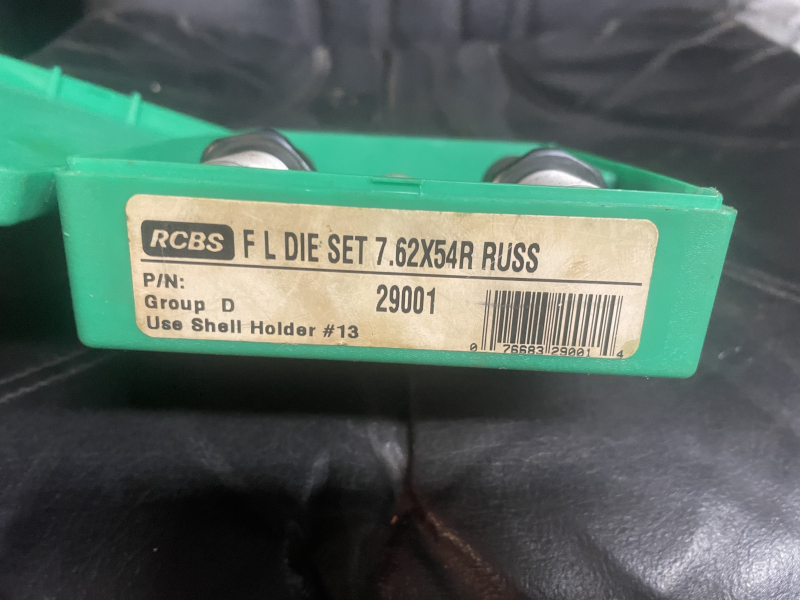 RCBS F L DIE SET 7.62X54R RUSS
P/N: 29001
Group D
Use Shell Holder #13
0 76683 29001 4